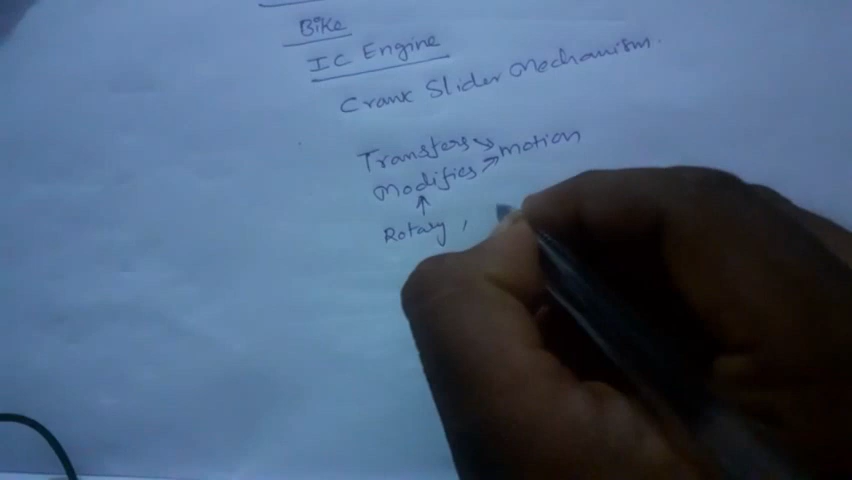 Bike
IC Engine
Crank Slider Mechanism.
Transfers
Modifies motion
Rotary,